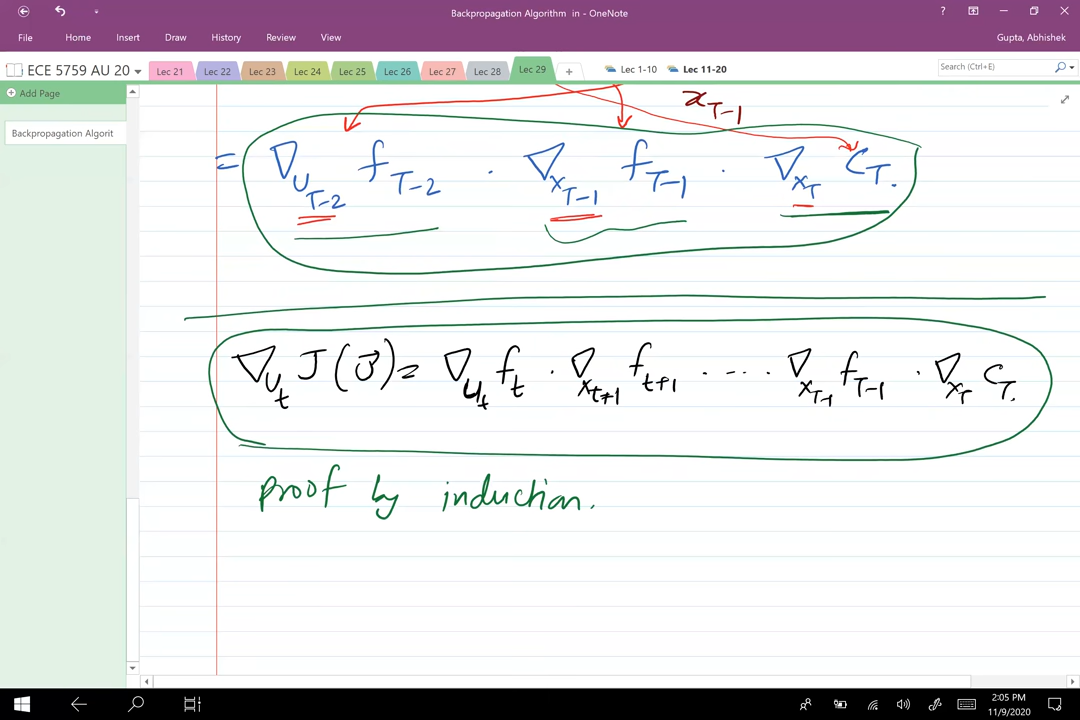 Backpropagation Algorithm in - OneNote
File Home Insert Draw History Review View
Gupta, Abhishek
ECE 5759 AU 20 Lec 21 Lec 22 Lec 23 Lec 24 Lec 25 Lec 26 Lec 27 Lec 28 Lec 29 + Lec 1-10 Lec 11-20 Search (Ctrl+E)
Add Page
Backpropagation Algorit
x_{T-1}
= ∇_{U_{T-2}} f_{T-2} · ∇_{x_{T-1}} f_{T-1} · ∇_{x_T} C_T.
∇_{U_t} J(\vec{U}) = ∇_{U_t} f_t · ∇_{x_{t+1}} f_{t+1} · ... · ∇_{x_{T-1}} f_{T-1} · ∇_{x_T} C_T.
Proof by induction.
2:05 PM
11/9/2020